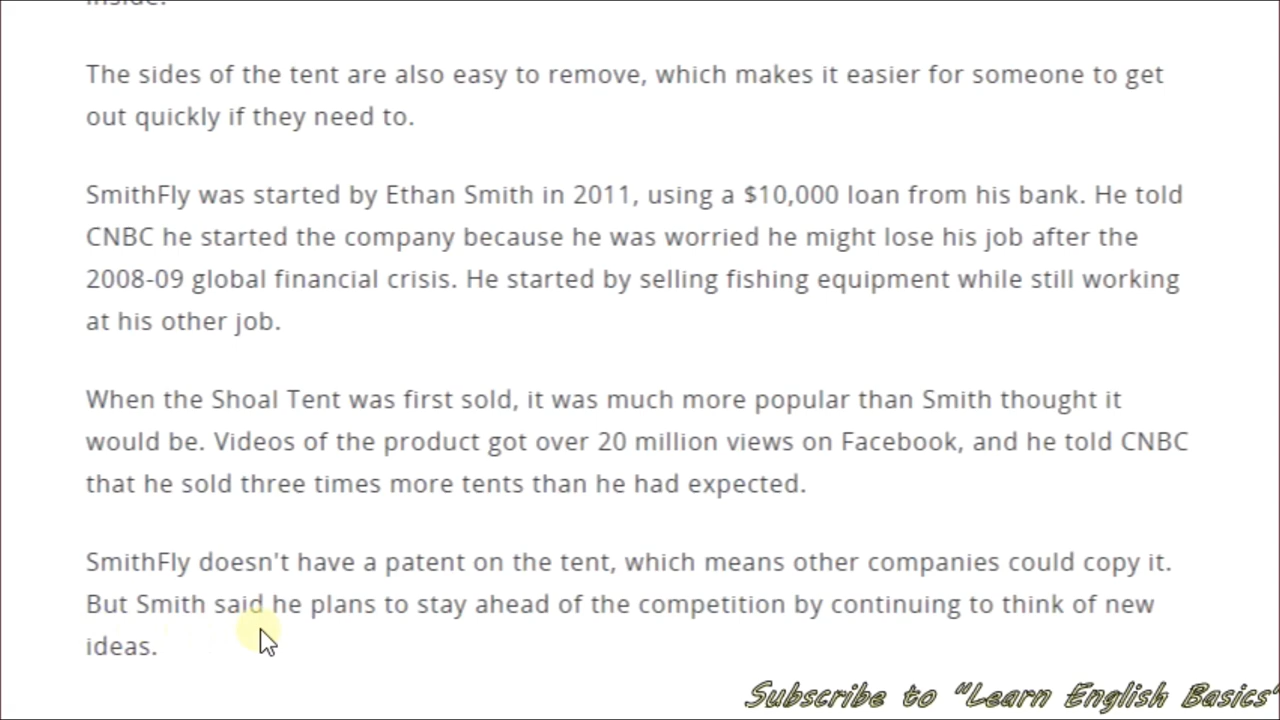 inside.
The sides of the tent are also easy to remove, which makes it easier for someone to get
out quickly if they need to.
SmithFly was started by Ethan Smith in 2011, using a $10,000 loan from his bank. He told
CNBC he started the company because he was worried he might lose his job after the
2008-09 global financial crisis. He started by selling fishing equipment while still working
at his other job.
When the Shoal Tent was first sold, it was much more popular than Smith thought it
would be. Videos of the product got over 20 million views on Facebook, and he told CNBC
that he sold three times more tents than he had expected.
SmithFly doesn't have a patent on the tent, which means other companies could copy it.
But Smith said he plans to stay ahead of the competition by continuing to think of new
ideas.
Subscribe to "Learn English Basics"